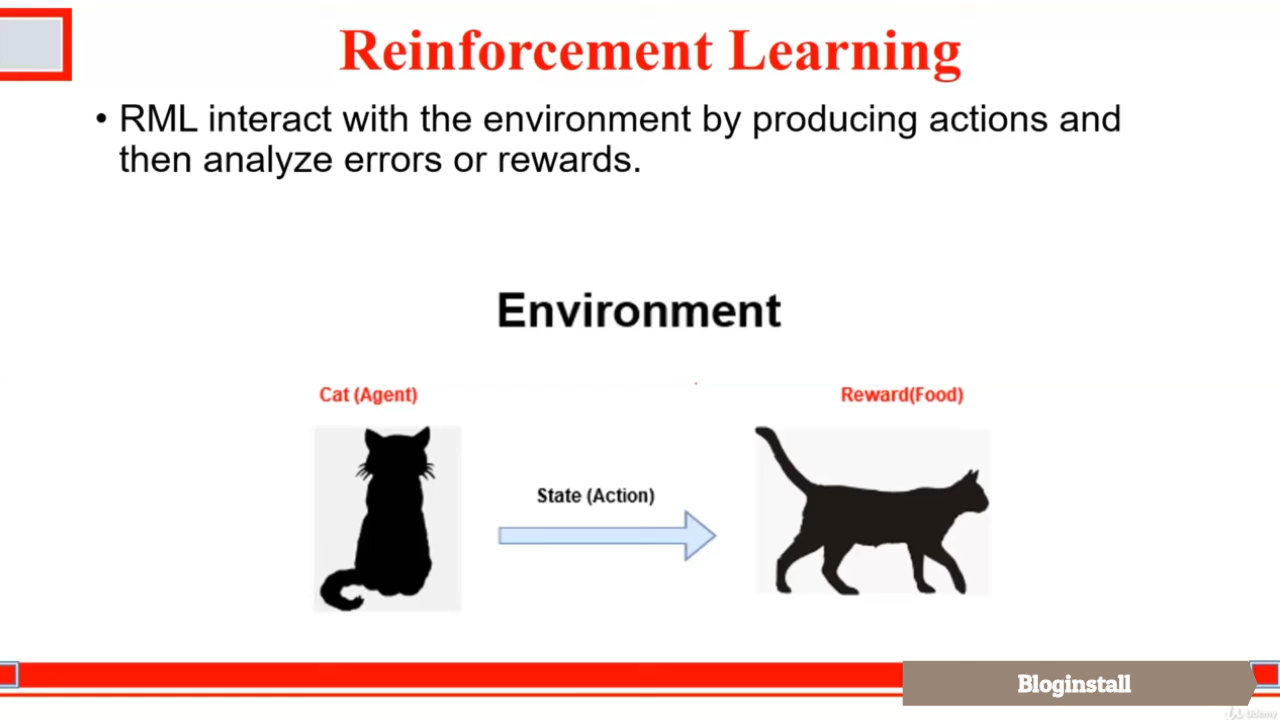 Reinforcement Learning
• RML interact with the environment by producing actions and
then analyze errors or rewards.
Environment
Cat (Agent)
Reward(Food)
State (Action)
Bloginstall
Udemy